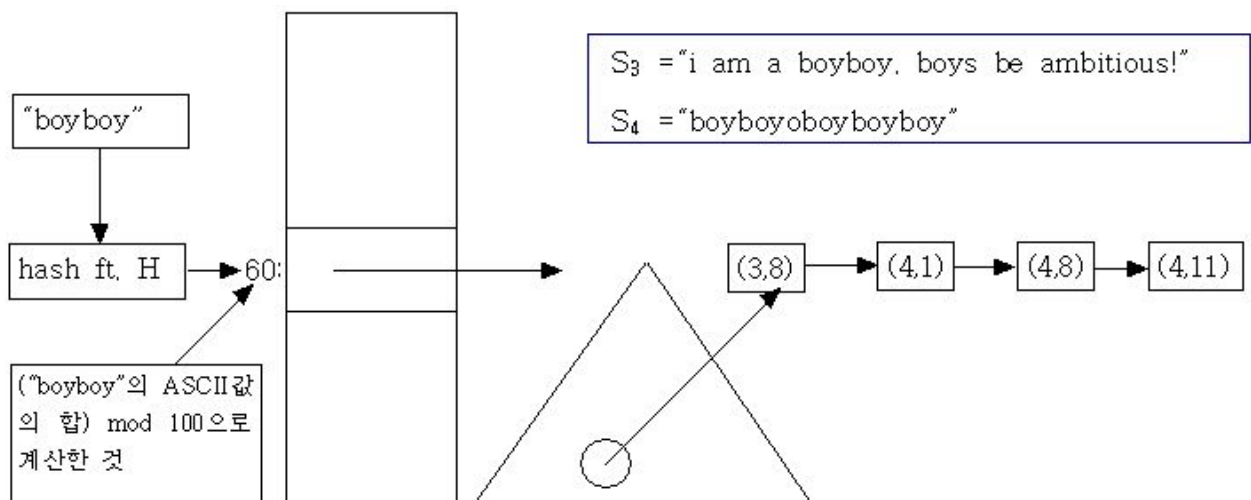 S₃ ="i am a boyboy, boys be ambitious!"
S₄ ="boyboyoboyboyboy"
"boyboy"
hash ft, H
60:
(3,8)
(4,1)
(4,8)
(4,11)
("boyboy"의 ASCII값
의 합) mod 100으로
계산한 것